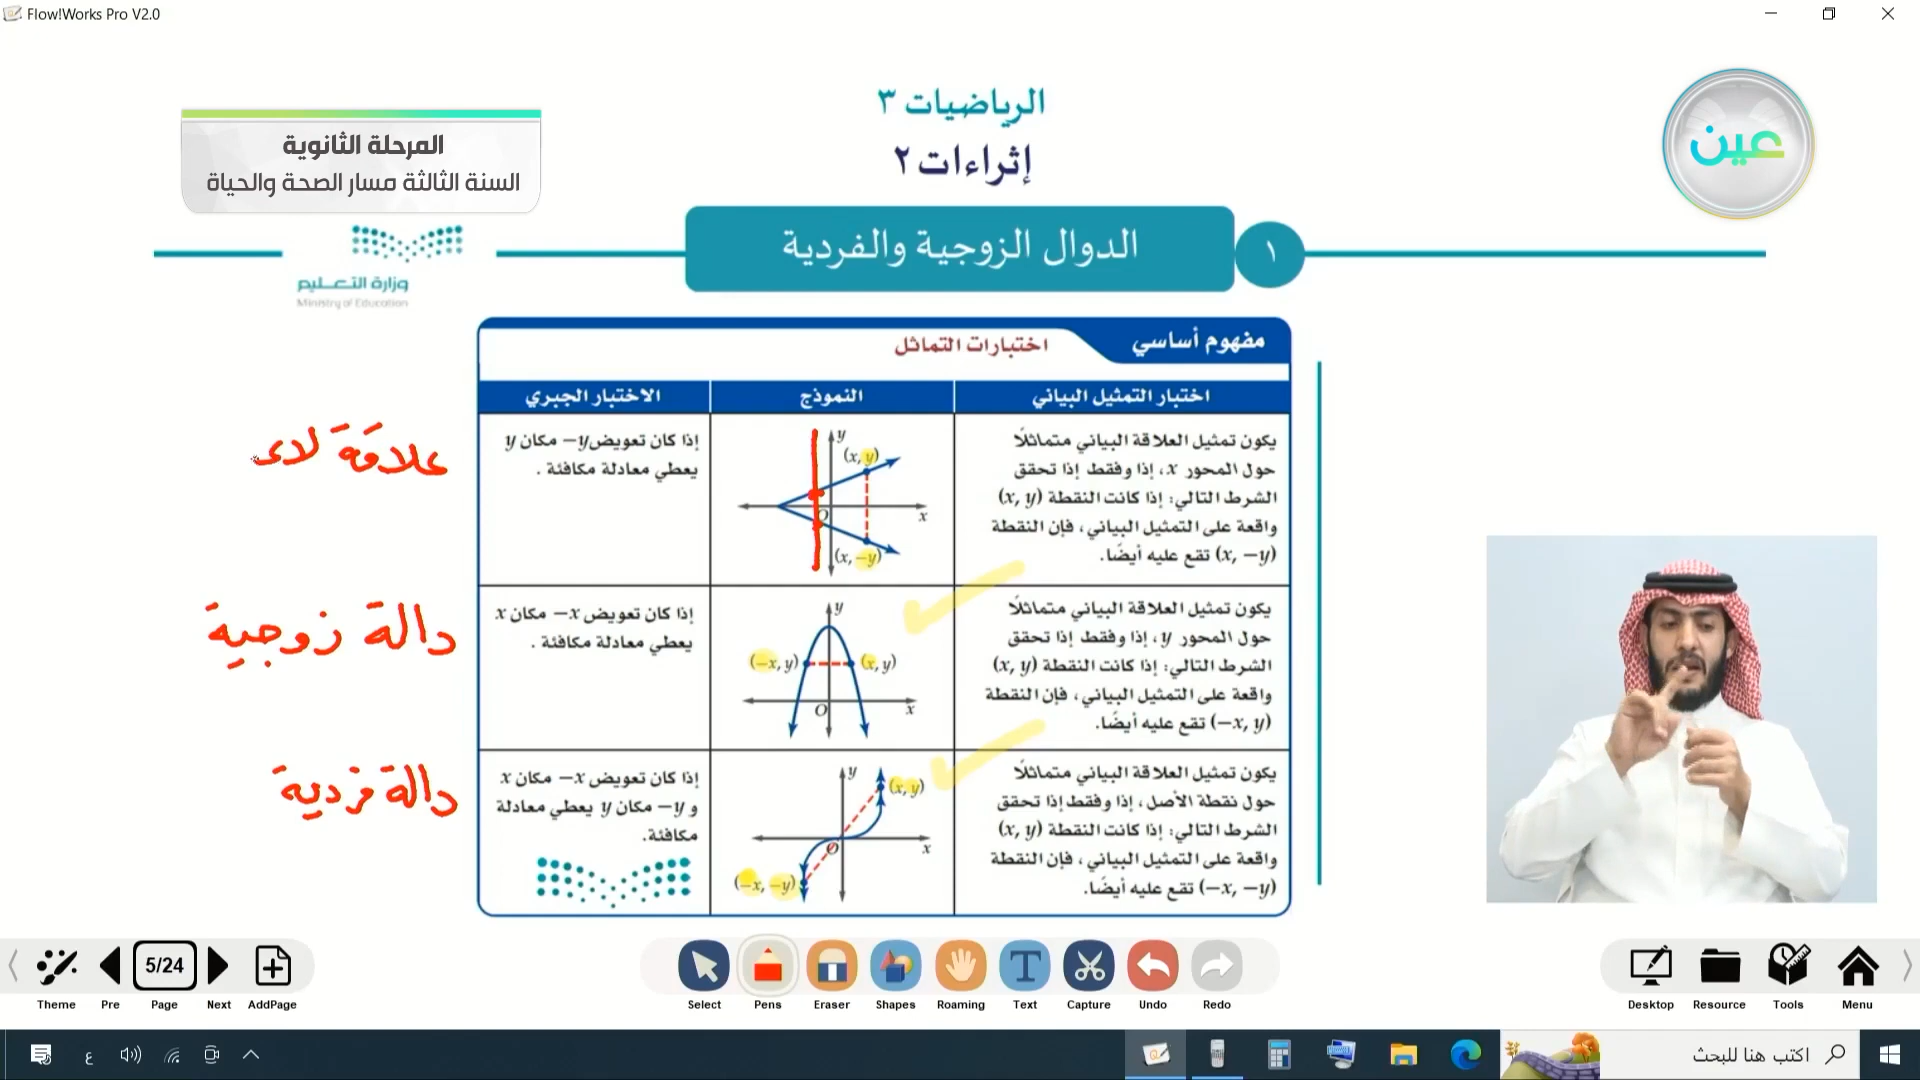 Flow!Works Pro V2.0
عين
الرياضيات ٣
إثراءات ٢
المرحلة الثانوية
السنة الثالثة مسار الصحة والحياة
١
الدوال الزوجية والفردية
وزارة التعليم
Ministry of Education
مفهوم أساسي
اختبارات التماثل
اختبار التمثيل البياني
النموذج
الاختبار الجبري
يكون تمثيل العلاقة البياني متماثلًا
حول المحور x، إذا وفقط إذا تحقق
الشرط التالي: إذا كانت النقطة (x, y)
واقعة على التمثيل البياني، فإن النقطة
(x, −y) تقع عليه أيضًا.
y
(x, y)
O
x
(x, −y)
إذا كان تعويض y− مكان y
يعطي معادلة مكافئة .
علاقة
يكون تمثيل العلاقة البياني متماثلًا
حول المحور y، إذا وفقط إذا تحقق
الشرط التالي: إذا كانت النقطة (x, y)
واقعة على التمثيل البياني، فإن النقطة
(−x, y) تقع عليه أيضًا.
y
(−x, y)
(x, y)
O
x
إذا كان تعويض x− مكان x
يعطي معادلة مكافئة .
دالة زوجية
يكون تمثيل العلاقة البياني متماثلًا
حول نقطة الأصل، إذا وفقط إذا تحقق
الشرط التالي: إذا كانت النقطة (x, y)
واقعة على التمثيل البياني، فإن النقطة
(−x, −y) تقع عليه أيضًا.
y
(x, y)
O
x
(−x, −y)
إذا كان تعويض x− مكان x
و y− مكان y يعطي معادلة
مكافئة.
دالة فردية
Theme
Pre
5/24
Page
Next
AddPage
Select
Pens
Eraser
Shapes
Roaming
T
Text
Capture
Undo
Redo
Desktop
Resource
Tools
Menu
ع
اكتب هنا للبحث